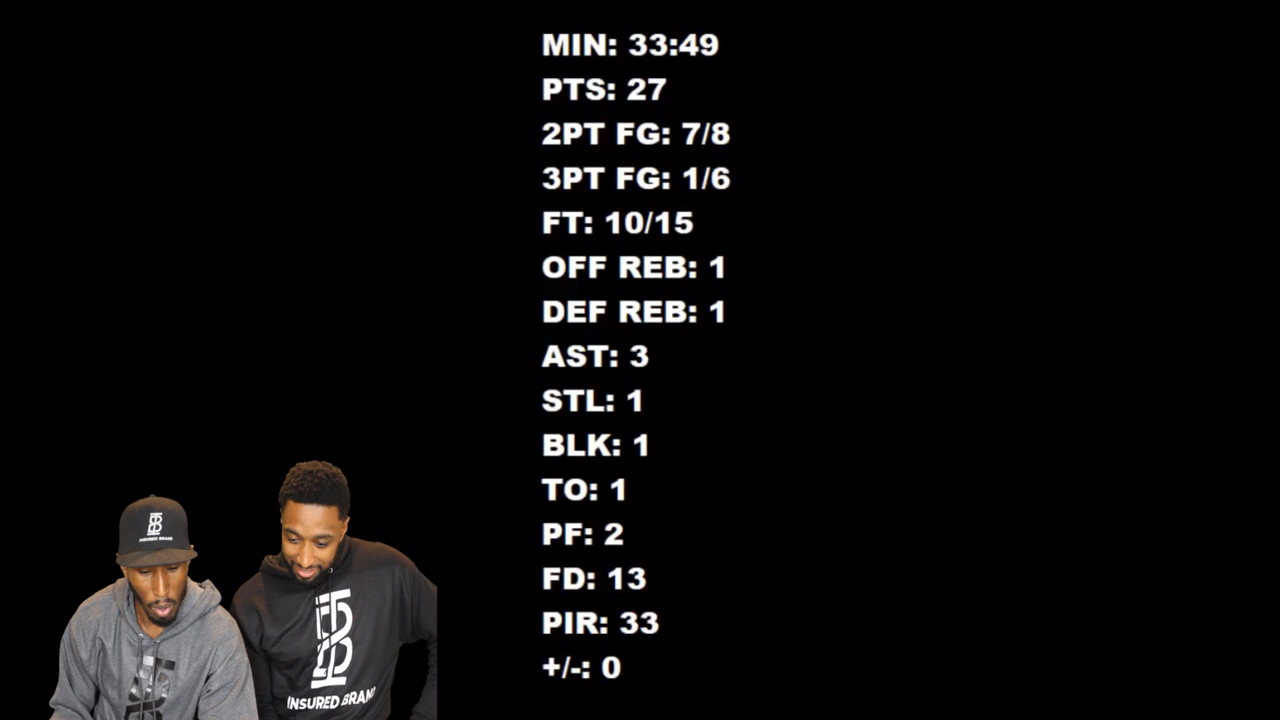 MIN: 33:49
PTS: 27
2PT FG: 7/8
3PT FG: 1/6
FT: 10/15
OFF REB: 1
DEF REB: 1
AST: 3
STL: 1
BLK: 1
TO: 1
PF: 2
FD: 13
PIR: 33
+/-: 0
INSURED BRAND
INSURED BRAND